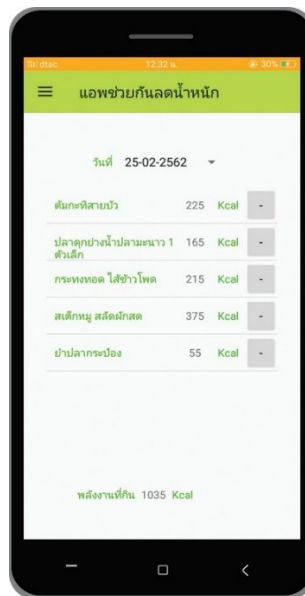 dtac 12:32 น. 30%
แอพช่วยกันลดน้ำหนัก
วันที่ 25-02-2562
ต้มกะทิสายบัว 225 Kcal -
ปลาดุกย่างน้ำปลามะนาว 1 165 Kcal -
ตัวเล็ก
กระทงทอด ไส้ข้าวโพด 215 Kcal -
สเต็กหมู สลัดผักสด 375 Kcal -
ยำปลากระป๋อง 55 Kcal -
พลังงานที่กิน 1035 Kcal